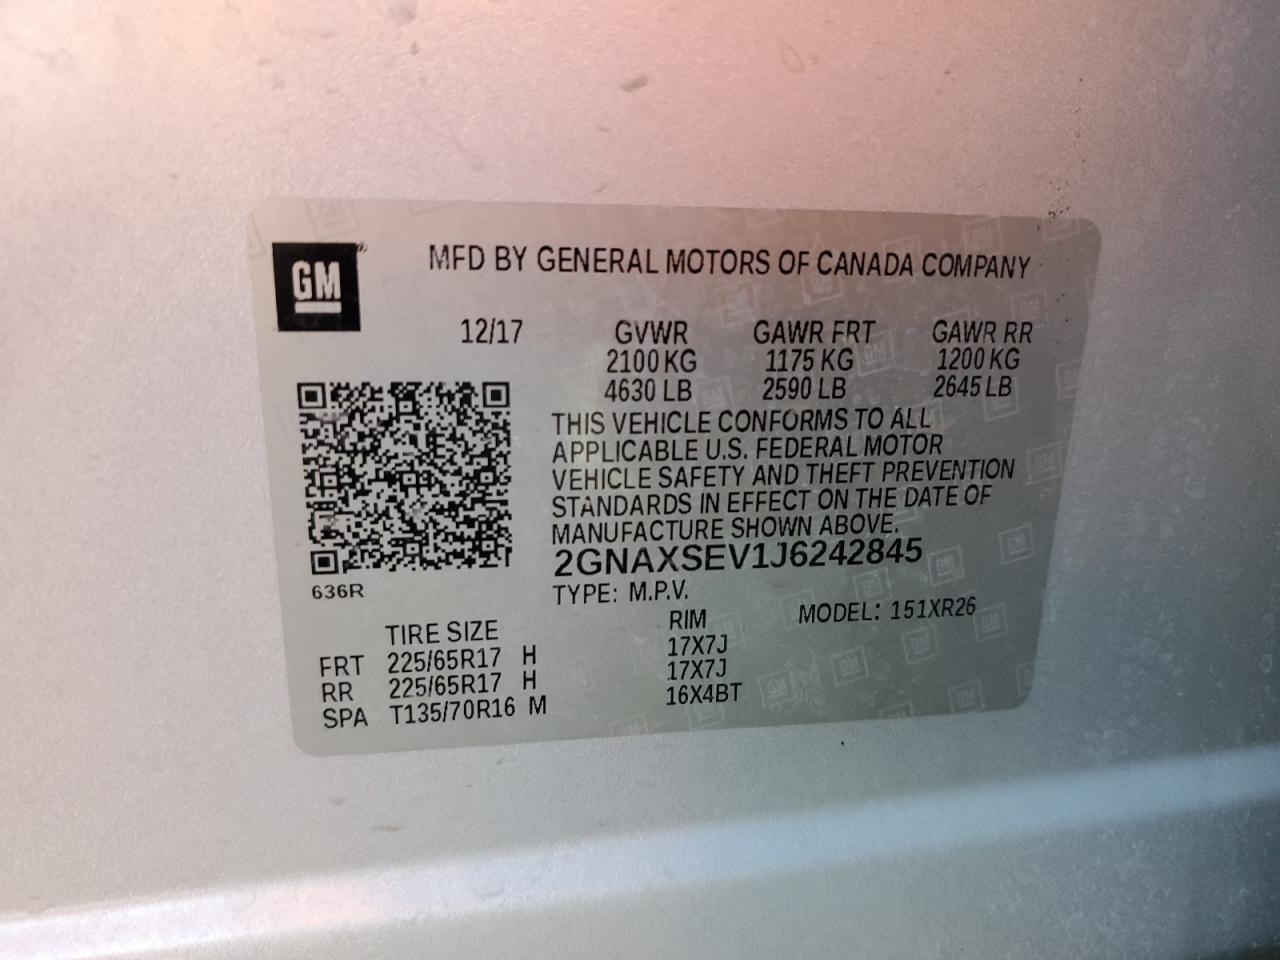 GM
MFD BY GENERAL MOTORS OF CANADA COMPANY
12/17 GVWR GAWR FRT GAWR RR
2100 KG 1175 KG 1200 KG
4630 LB 2590 LB 2645 LB
THIS VEHICLE CONFORMS TO ALL
APPLICABLE U.S. FEDERAL MOTOR
VEHICLE SAFETY AND THEFT PREVENTION
STANDARDS IN EFFECT ON THE DATE OF
MANUFACTURE SHOWN ABOVE.
2GNAXSEV1J6242845
636R
TYPE: M.P.V.
MODEL: 151XR26
TIRE SIZE RIM
FRT 225/65R17 H 17X7J
RR 225/65R17 H 17X7J
SPA T135/70R16 M 16X4BT